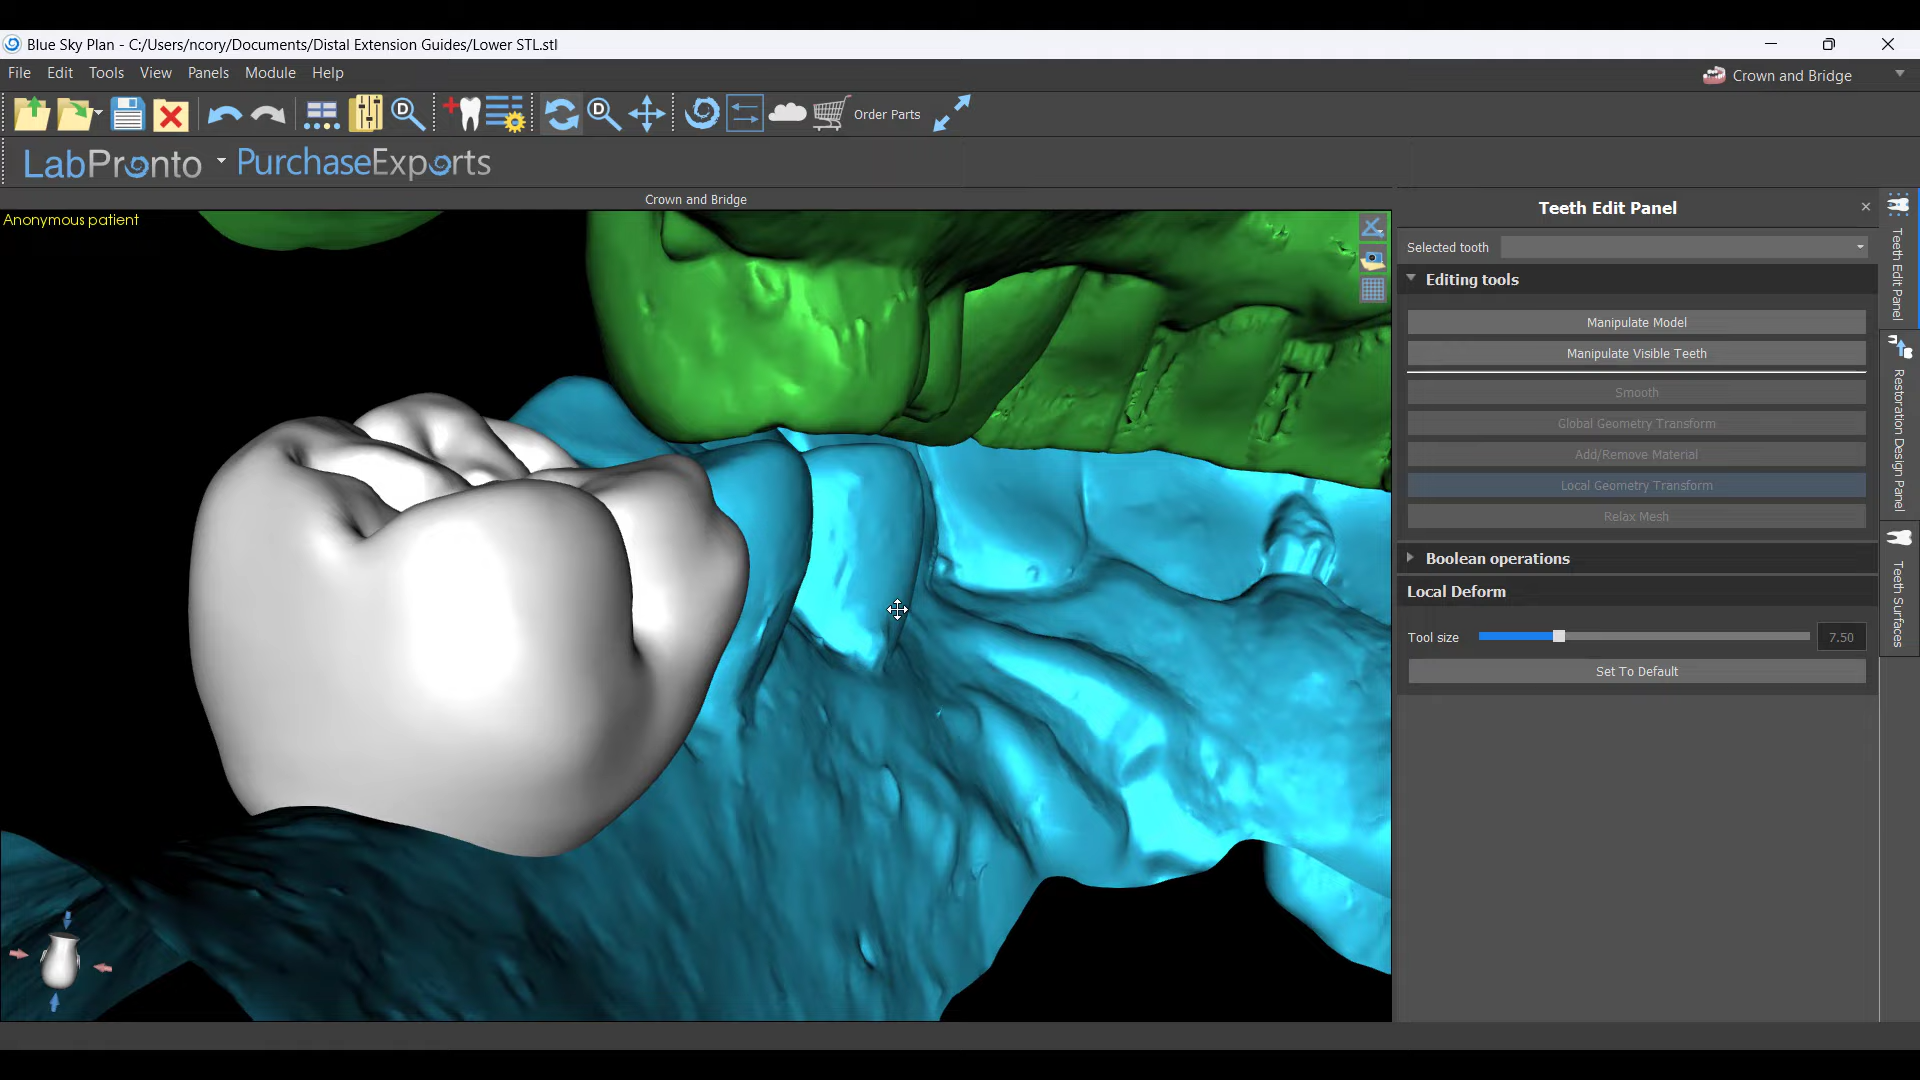 Blue Sky Plan - C:/Users/ncory/Documents/Distal Extension Guides/Lower STL.stl
File Edit Tools View Panels Module Help
Crown and Bridge
Order Parts
LabPronto PurchaseExports
Crown and Bridge
Anonymous patient
Teeth Edit Panel
Selected tooth
Editing tools
Manipulate Model
Manipulate Visible Teeth
Smooth
Global Geometry Transform
Add/Remove Material
Local Geometry Transform
Relax Mesh
Boolean operations
Local Deform
Tool size 7.50
Set To Default
Teeth Edit Panel
Restoration Design Panel
Teeth Surfaces